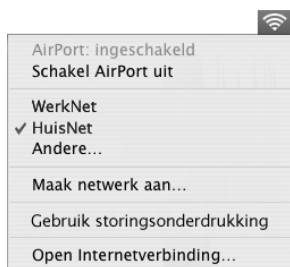 AirPort: ingeschakeld
Schakel AirPort uit
WerkNet
✓ HuisNet
Andere...
Maak netwerk aan...
Gebruik storingsonderdrukking
Open Internetverbinding...